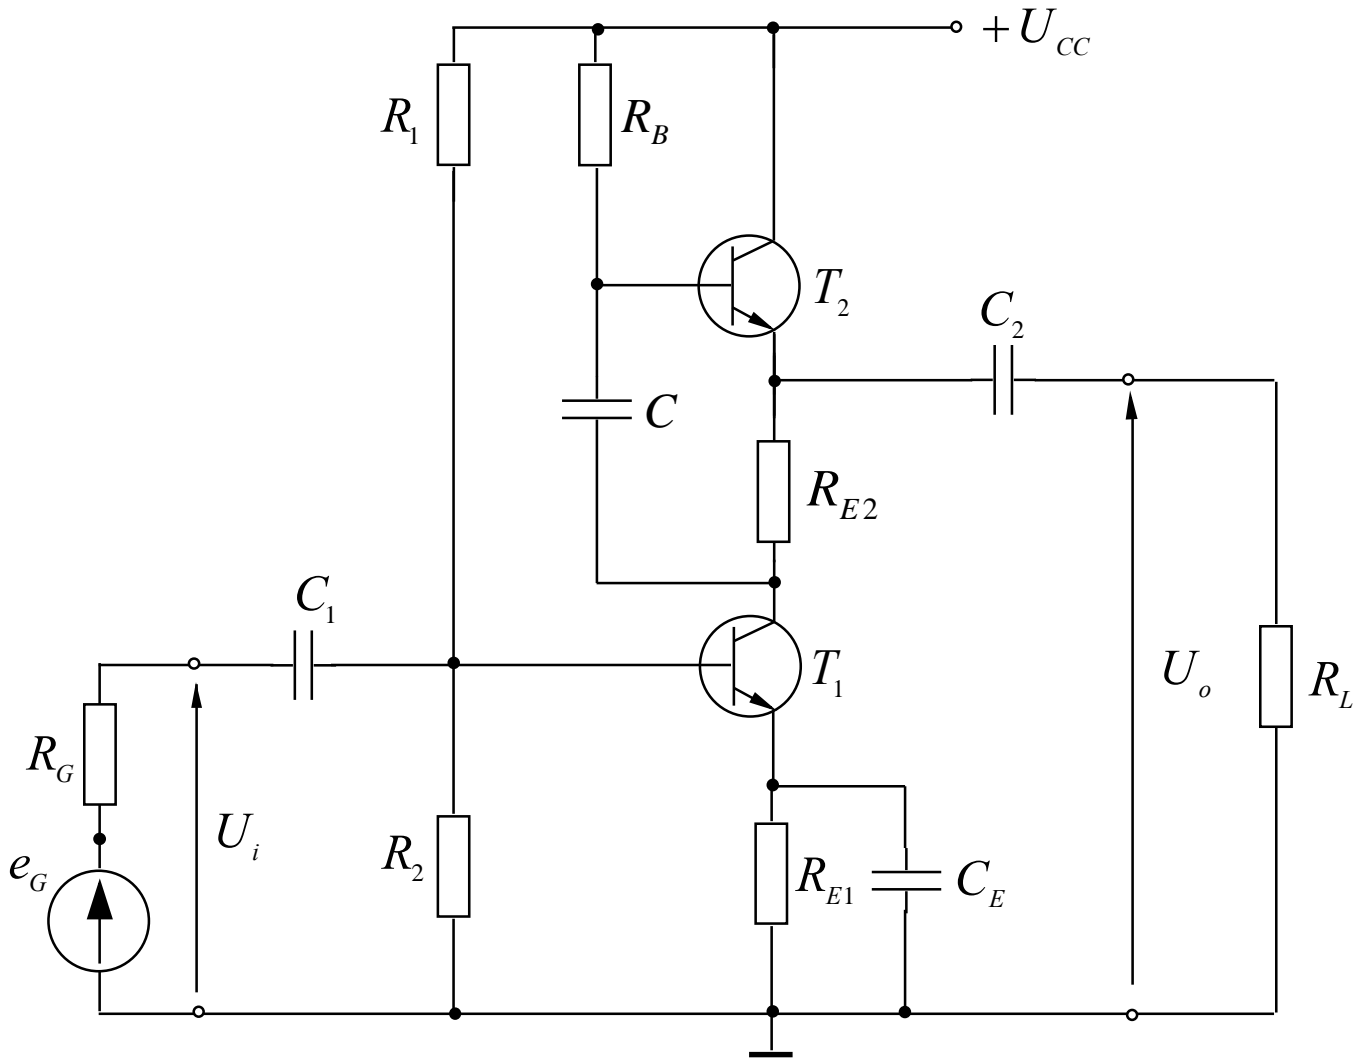 +U_CC
R_1
R_B
T_2
C_2
C
R_E2
C_1
T_1
U_o
R_L
R_G
U_i
R_2
e_G
R_E1
C_E